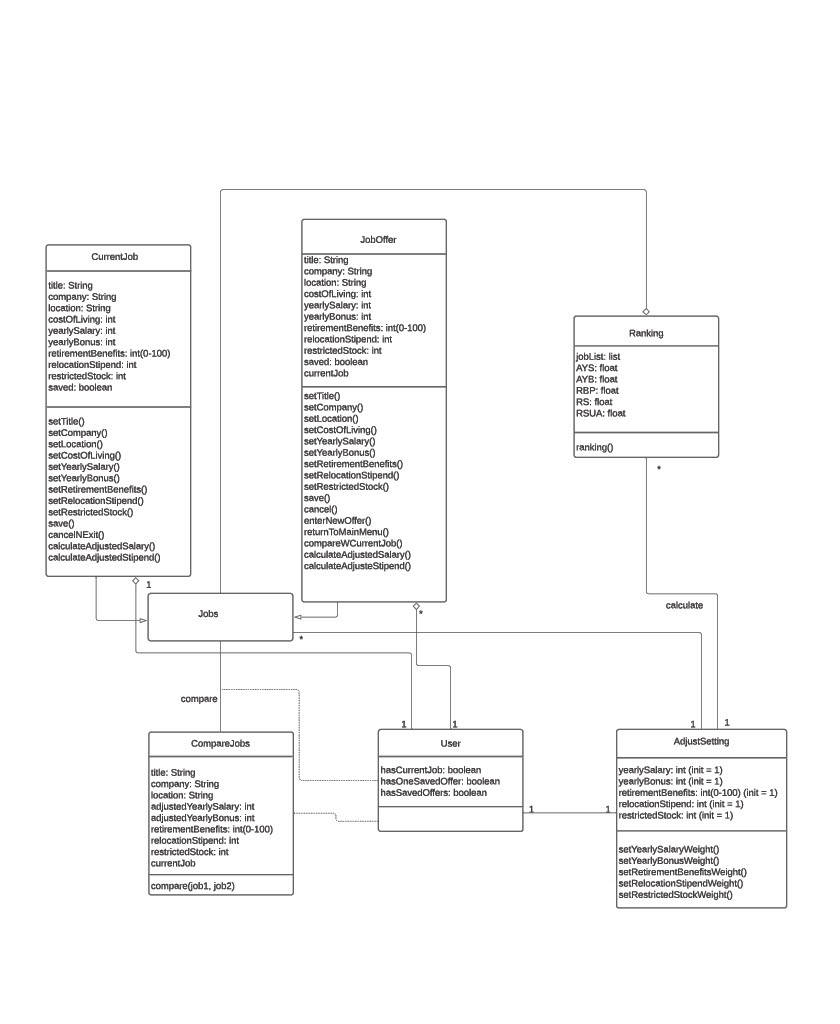 CurrentJob
title: String
company: String
location: String
costOfLiving: int
yearlySalary: int
yearlyBonus: int
retirementBenefits: int(0-100)
relocationStipend: int
restrictedStock: int
saved: boolean
setTitle()
setCompany()
setLocation()
setCostOfLiving()
setYearlySalary()
setYearlyBonus()
setRetirementBenefits()
setRelocationStipend()
setRestrictedStock()
save()
cancelNExit()
calculateAdjustedSalary()
calculateAdjustedStipend()
1
JobOffer
title: String
company: String
location: String
costOfLiving: int
yearlySalary: int
yearlyBonus: int
retirementBenefits: int(0-100)
relocationStipend: int
restrictedStock: int
saved: boolean
currentJob
setTitle()
setCompany()
setLocation()
setCostOfLiving()
setYearlySalary()
setYearlyBonus()
setRetirementBenefits()
setRelocationStipend()
setRestrictedStock()
save()
cancel()
enterNewOffer()
returnToMainMenu()
compareWCurrentJob()
calculateAdjustedSalary()
calculateAdjusteStipend()
*
Ranking
jobList: list
AYS: float
AYB: float
RBP: float
RS: float
RSUA: float
ranking()
*
calculate
Jobs
*
compare
CompareJobs
title: String
company: String
location: String
adjustedYearlySalary: int
adjustedYearlyBonus: int
retirementBenefits: int(0-100)
relocationStipend: int
restrictedStock: int
currentJob
compare(job1, job2)
1
1
User
hasCurrentJob: boolean
hasOneSavedOffer: boolean
hasSavedOffers: boolean
1
1
1
1
AdjustSetting
yearlySalary: int (init = 1)
yearlyBonus: int (init = 1)
retirementBenefits: int(0-100) (init = 1)
relocationStipend: int (init = 1)
restrictedStock: int (init = 1)
setYearlySalaryWeight()
setYearlyBonusWeight()
setRetirementBenefitsWeight()
setRelocationStipendWeight()
setRestrictedStockWeight()